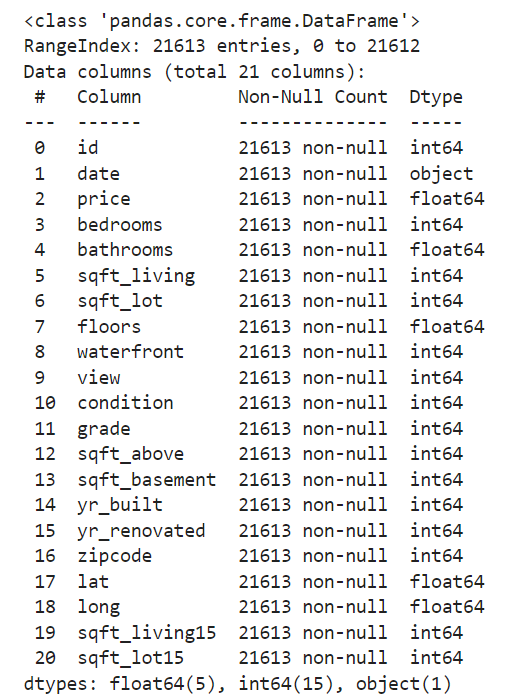 <class 'pandas.core.frame.DataFrame'>
RangeIndex: 21613 entries, 0 to 21612
Data columns (total 21 columns):
 #   Column         Non-Null Count  Dtype
---  ------         --------------  -----
 0   id             21613 non-null  int64
 1   date           21613 non-null  object
 2   price          21613 non-null  float64
 3   bedrooms       21613 non-null  int64
 4   bathrooms      21613 non-null  float64
 5   sqft_living    21613 non-null  int64
 6   sqft_lot       21613 non-null  int64
 7   floors         21613 non-null  float64
 8   waterfront     21613 non-null  int64
 9   view           21613 non-null  int64
 10  condition      21613 non-null  int64
 11  grade          21613 non-null  int64
 12  sqft_above     21613 non-null  int64
 13  sqft_basement  21613 non-null  int64
 14  yr_built       21613 non-null  int64
 15  yr_renovated   21613 non-null  int64
 16  zipcode        21613 non-null  int64
 17  lat            21613 non-null  float64
 18  long           21613 non-null  float64
 19  sqft_living15  21613 non-null  int64
 20  sqft_lot15     21613 non-null  int64
dtypes: float64(5), int64(15), object(1)